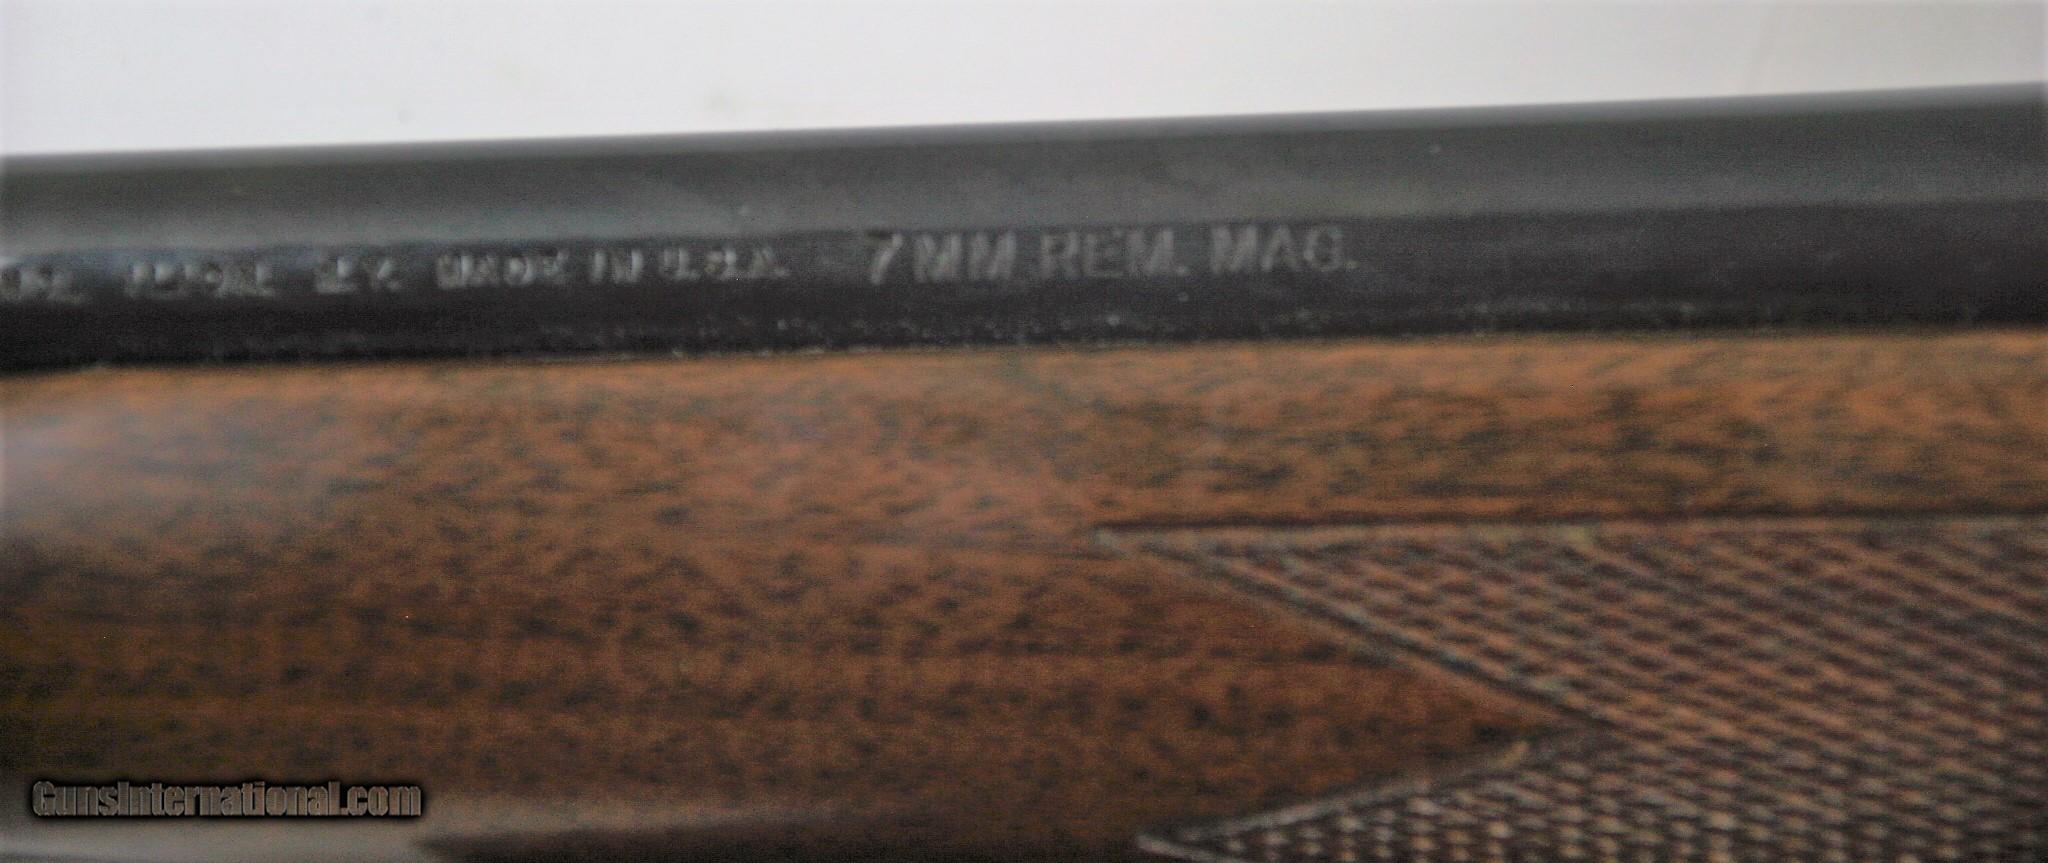 N.Y. MADE IN U.S.A. 7MM REM. MAG.
GunsInternational.com